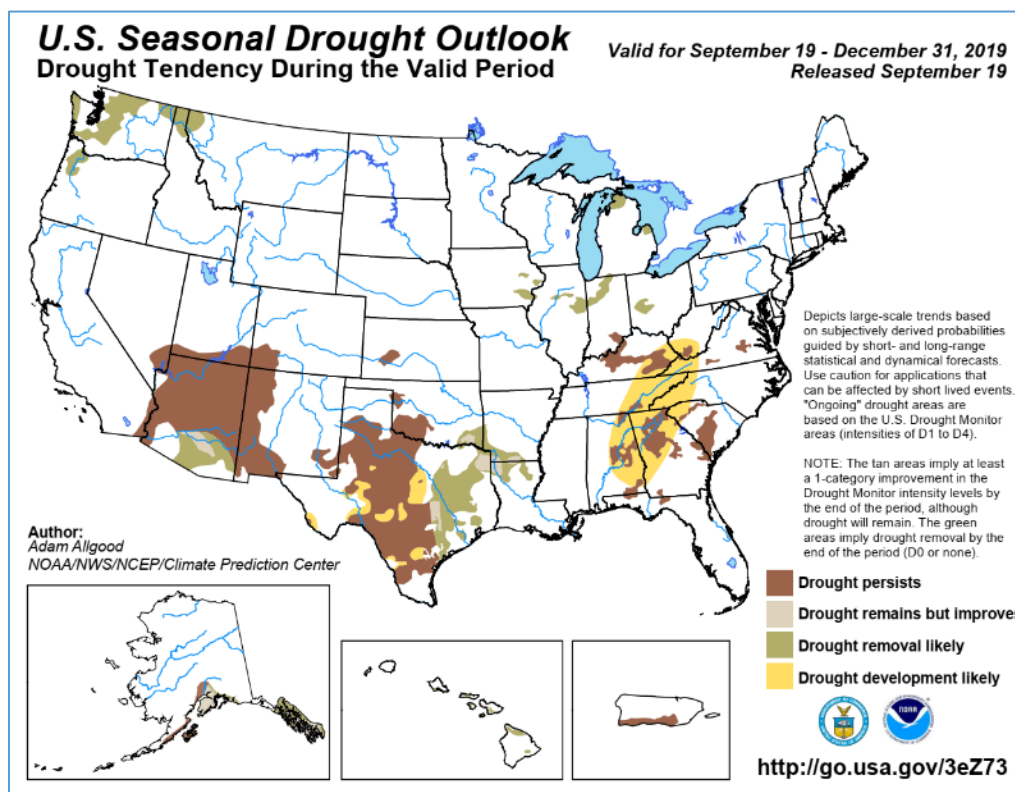 U.S. Seasonal Drought Outlook
Drought Tendency During the Valid Period
Valid for September 19 - December 31, 2019
Released September 19
Depicts large-scale trends based
on subjectively derived probabilities
guided by short- and long-range
statistical and dynamical forecasts.
Use caution for applications that
can be affected by short lived events.
"Ongoing" drought areas are
based on the U.S. Drought Monitor
areas (intensities of D1 to D4).
NOTE: The tan areas imply at least
a 1-category improvement in the
Drought Monitor intensity levels by
the end of the period, although
drought will remain. The green
areas imply drought removal by the
end of the period (D0 or none).
Author:
Adam Allgood
NOAA/NWS/NCEP/Climate Prediction Center
Drought persists
Drought remains but improves
Drought removal likely
Drought development likely
NOAA
http://go.usa.gov/3eZ73